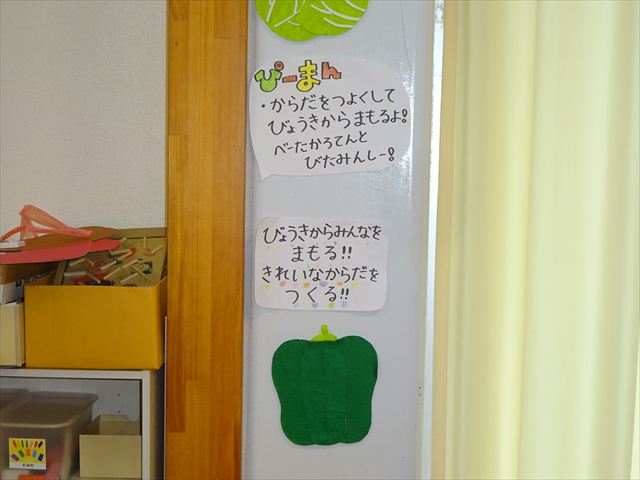 ぴーまん
・からだをつよくして
びょうきからまもるよ!
べーたかろてんと
びたみんしー!
びょうきからみんなを
まもる!!
きれいなからだを
つくる!!